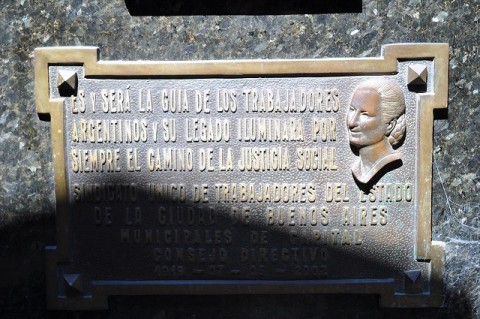 ES Y SERÁ LA GUIA DE LOS TRABAJADORES
ARGENTINOS Y SU LEGADO ILUMINARÁ POR
SIEMPRE EL CAMINO DE LA JUSTICIA SOCIAL
SINDICATO UNICO DE TRABAJADORES DEL ESTADO
DE LA CIUDAD DE BUENOS AIRES
MUNICIPALES DE CAPITAL
CONSEJO DIRECTIVO